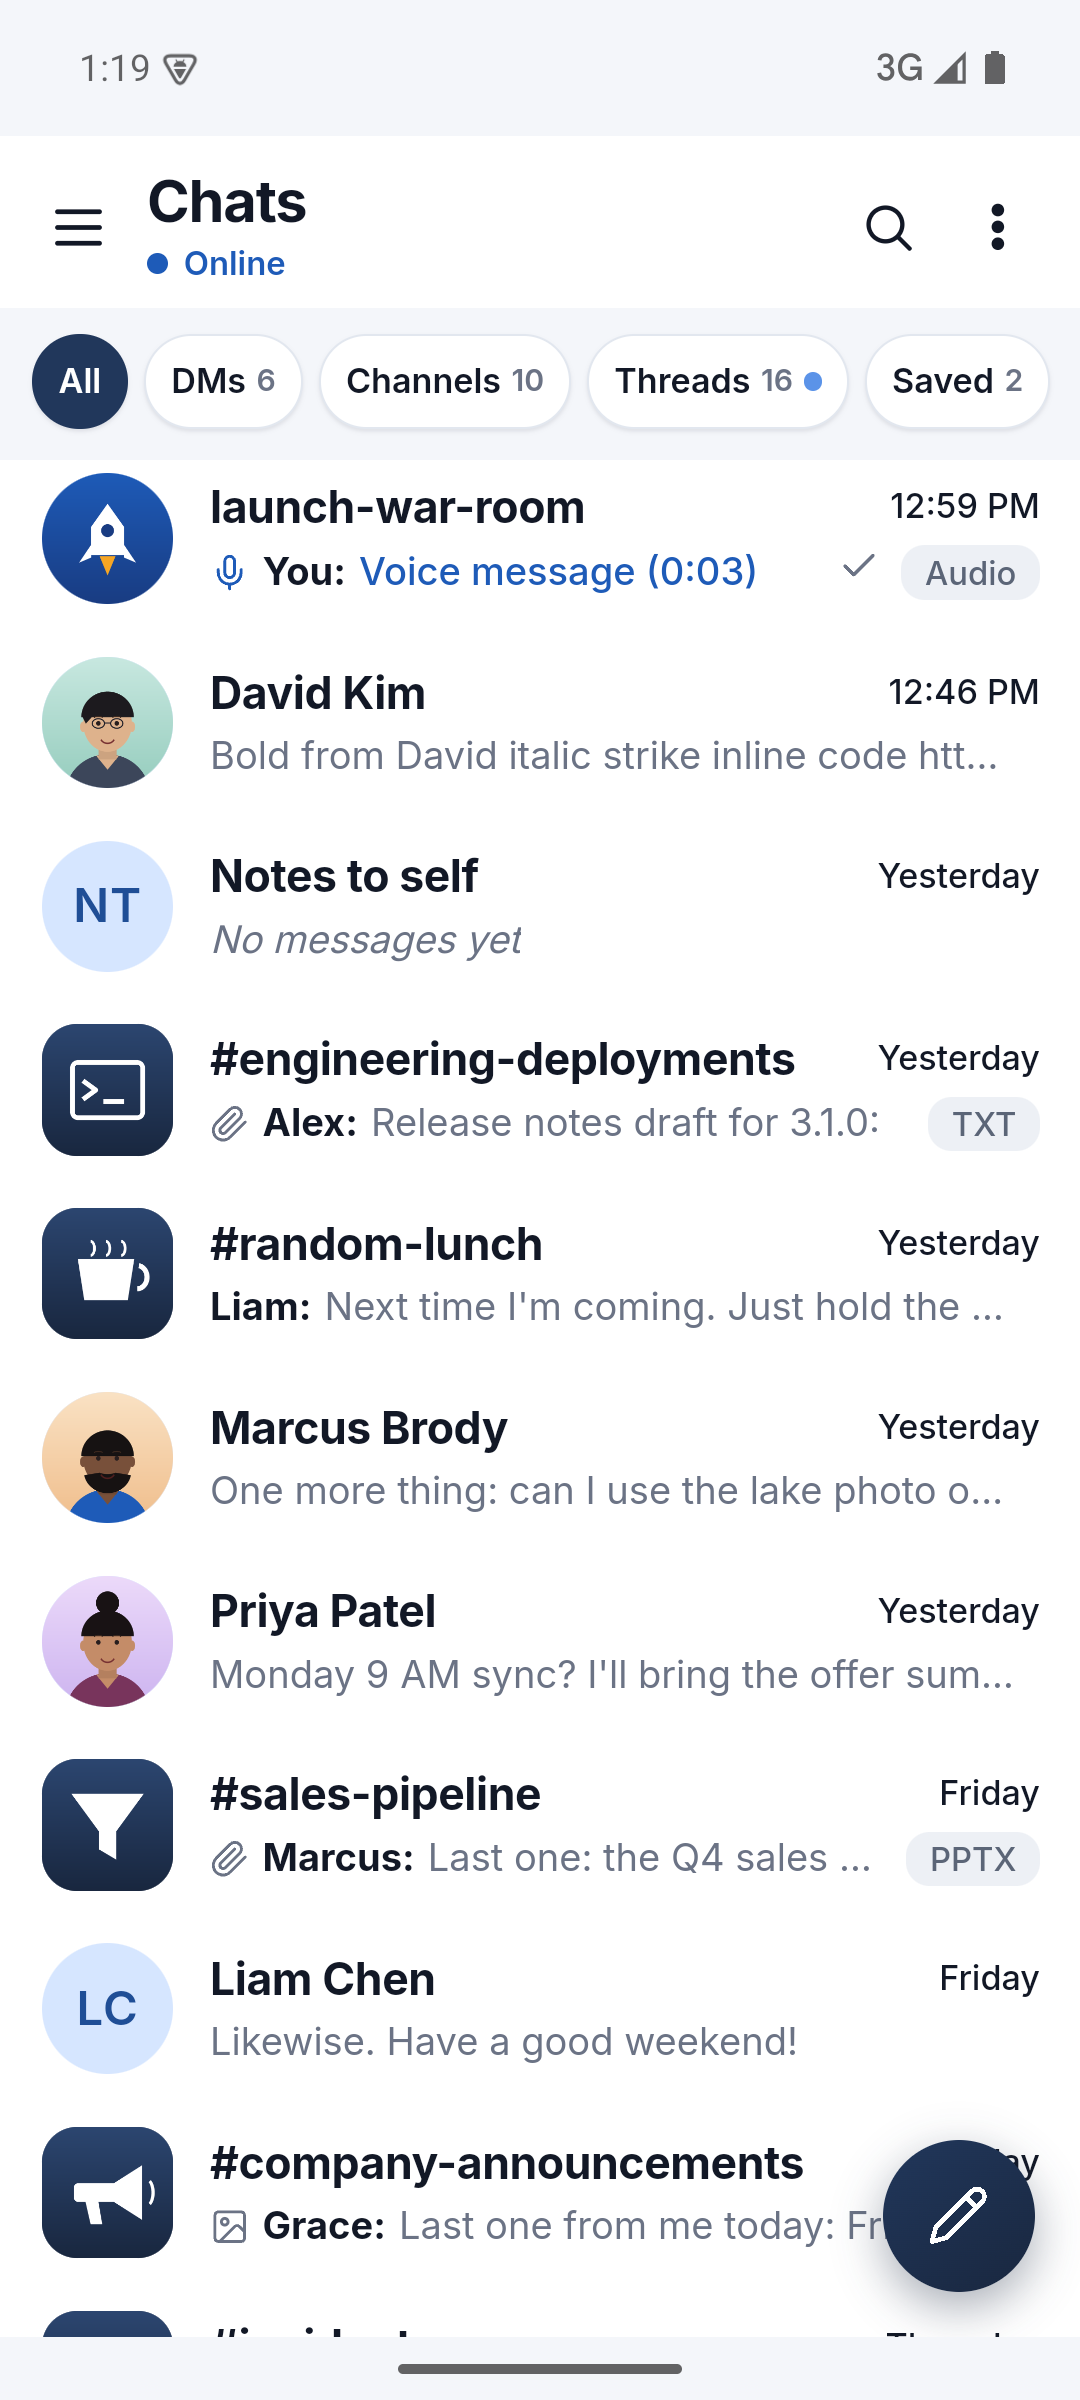 1:19
3G
Chats
Online
All
DMs 6
Channels 10
Threads 16
Saved 2
launch-war-room 12:59 PM
You: Voice message (0:03) Audio
David Kim 12:46 PM
Bold from David italic strike inline code htt...
NT
Notes to self Yesterday
No messages yet
#engineering-deployments Yesterday
Alex: Release notes draft for 3.1.0: TXT
#random-lunch Yesterday
Liam: Next time I'm coming. Just hold the ...
Marcus Brody Yesterday
One more thing: can I use the lake photo o...
Priya Patel Yesterday
Monday 9 AM sync? I'll bring the offer sum...
#sales-pipeline Friday
Marcus: Last one: the Q4 sales ... PPTX
LC
Liam Chen Friday
Likewise. Have a good weekend!
#company-announcements
Grace: Last one from me today: